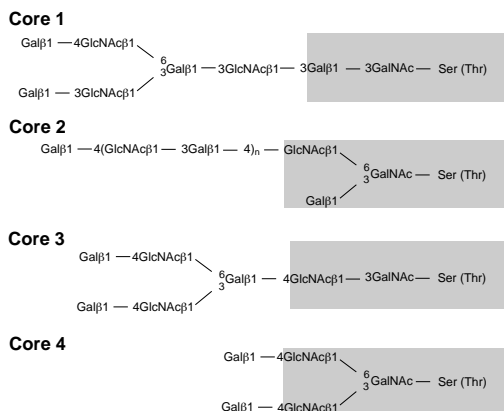 Core 1
Galβ1 — 4GlcNAcβ1
6
3Galβ1 — 3GlcNAcβ1 — 3Galβ1 — 3GalNAc — Ser (Thr)
Galβ1 — 3GlcNAcβ1
Core 2
Galβ1 — 4(GlcNAcβ1 — 3Galβ1 — 4)n — GlcNAcβ1
6
3GalNAc — Ser (Thr)
Galβ1
Core 3
Galβ1 — 4GlcNAcβ1
6
3Galβ1 — 4GlcNAcβ1 — 3GalNAc — Ser (Thr)
Galβ1 — 4GlcNAcβ1
Core 4
Galβ1 — 4GlcNAcβ1
6
3GalNAc — Ser (Thr)
Galβ1 — 4GlcNAcβ1